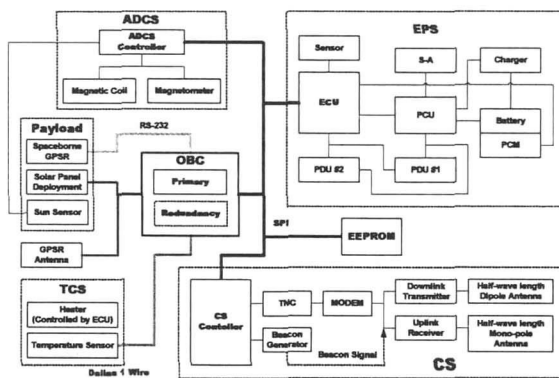 ADCS
ADCS
Controller
Magnetic Coil
Magnetometer
Payload
Spaceborne
GPSR
Solar Panel
Deployment
Sun Sensor
GPSR
Antenna
RS-232
OBC
Primary
Redundancy
TCS
Heater
(Controlled by ECU)
Temperature Sensor
Dallas 1 Wire
EPS
Sensor
S-A
Charger
ECU
PCU
Battery
PCM
PDU #2
PDU #1
SPI
EEPROM
CS
Contoller
TNC
MODEM
Downlink
Transmitter
Half-wave length
Dipole Antenna
Beacon
Generator
Beacon Signal
Uplink
Receiver
Half-wave length
Mono-pole
Antenna
CS